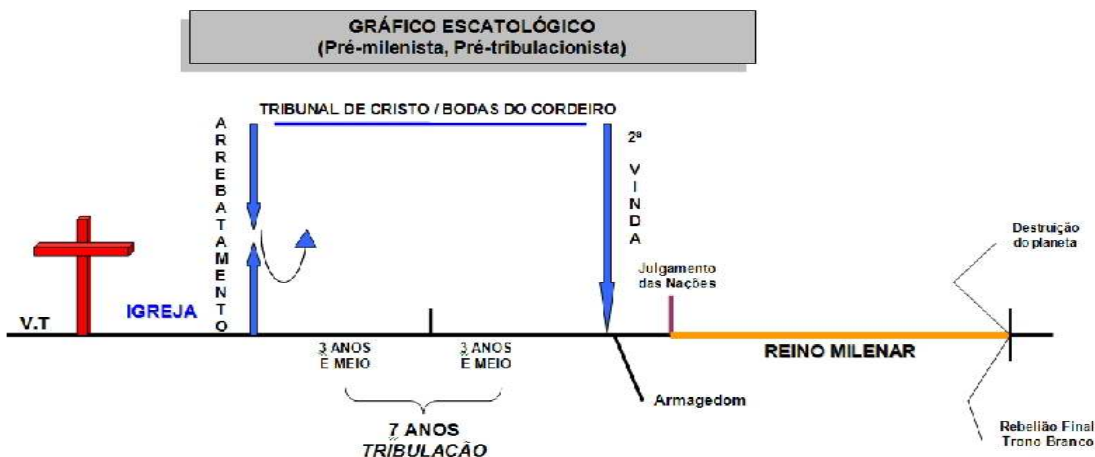 GRÁFICO ESCATOLÓGICO
(Pré-milenista, Pré-tribulacionista)
TRIBUNAL DE CRISTO / BODAS DO CORDEIRO
ARREBATAMENTO
2ª VINDA
Destruição
do planeta
Julgamento
das Nações
V.T
IGREJA
3 ANOS
E MEIO
3 ANOS
E MEIO
REINO MILENAR
Armagedom
7 ANOS
TRIBULAÇÃO
Rebelião Final
Trono Branco